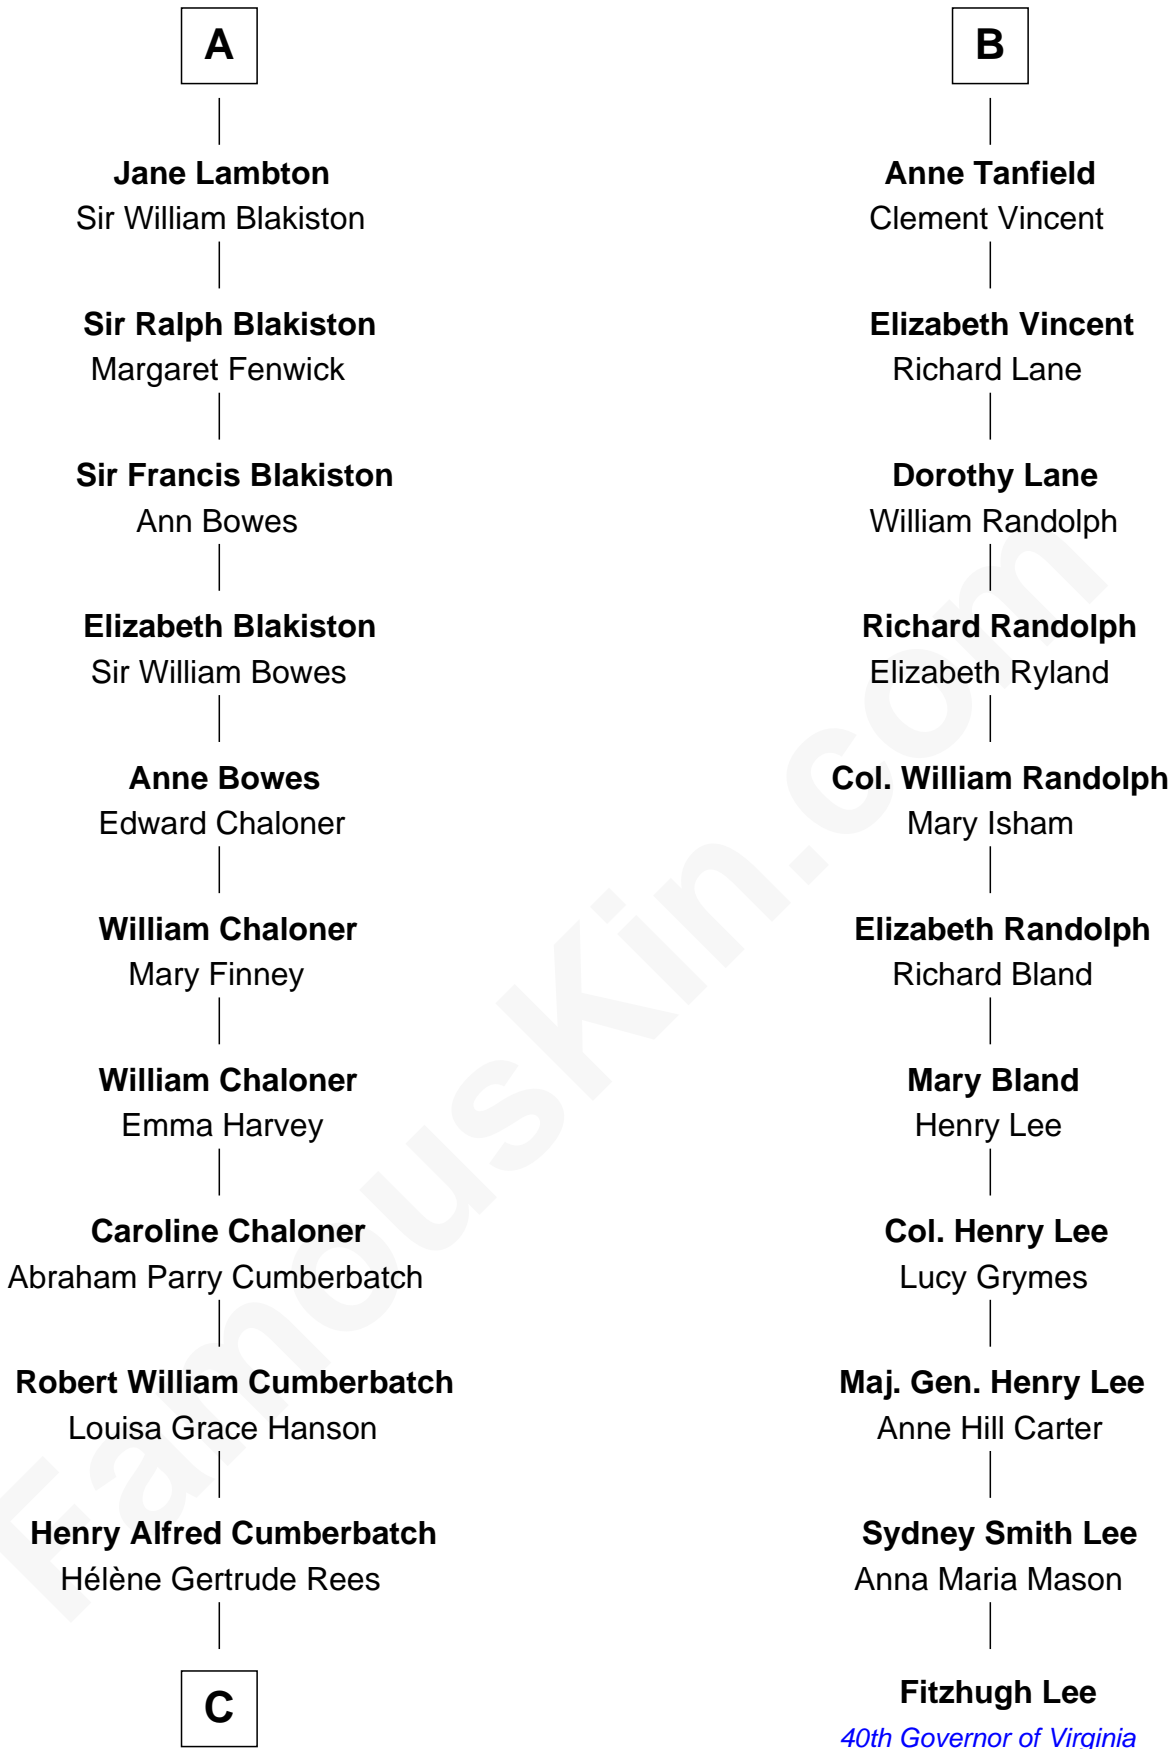 A
Jane Lambton
Sir William Blakiston
Sir Ralph Blakiston
Margaret Fenwick
Sir Francis Blakiston
Ann Bowes
Elizabeth Blakiston
Sir William Bowes
Anne Bowes
Edward Chaloner
William Chaloner
Mary Finney
William Chaloner
Emma Harvey
Caroline Chaloner
Abraham Parry Cumberbatch
Robert William Cumberbatch
Louisa Grace Hanson
Henry Alfred Cumberbatch
Hélène Gertrude Rees
C
B
Anne Tanfield
Clement Vincent
Elizabeth Vincent
Richard Lane
Dorothy Lane
William Randolph
Richard Randolph
Elizabeth Ryland
Col. William Randolph
Mary Isham
Elizabeth Randolph
Richard Bland
Mary Bland
Henry Lee
Col. Henry Lee
Lucy Grymes
Maj. Gen. Henry Lee
Anne Hill Carter
Sydney Smith Lee
Anna Maria Mason
Fitzhugh Lee
40th Governor of Virginia
FamousKin.com